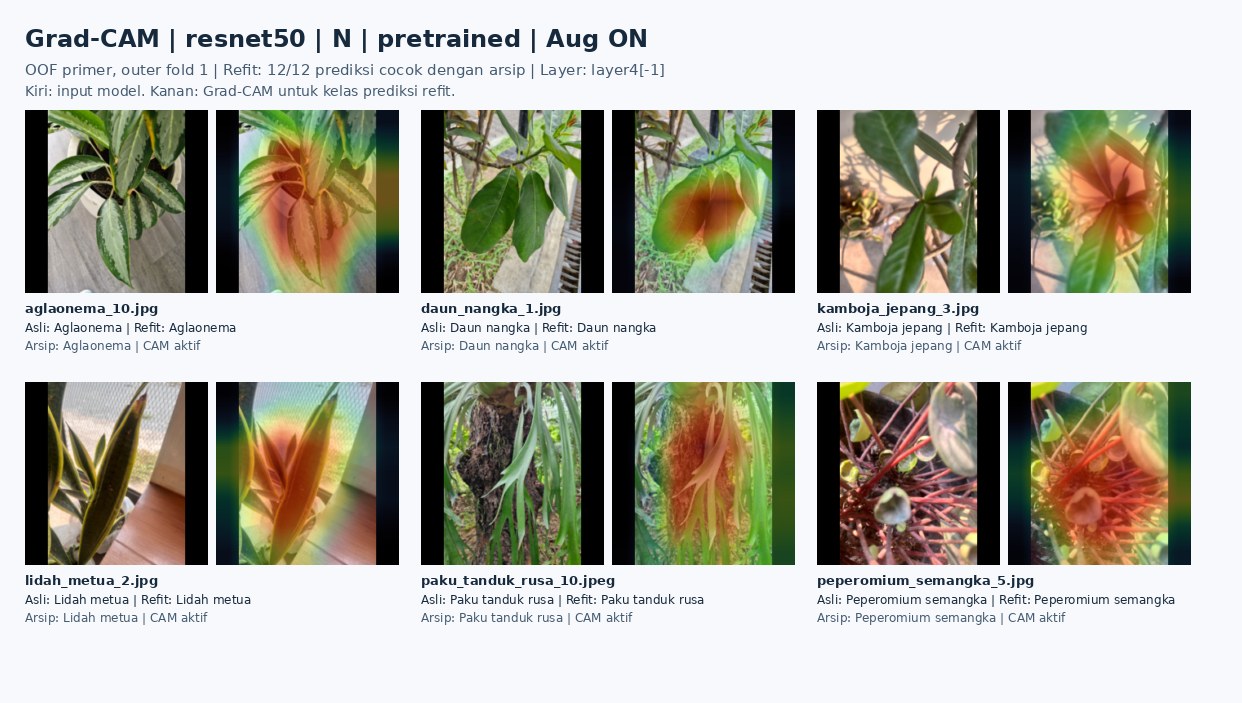 Grad-CAM | resnet50 | N | pretrained | Aug ON
OOF primer, outer fold 1 | Refit: 12/12 prediksi cocok dengan arsip | Layer: layer4[-1]
Kiri: input model. Kanan: Grad-CAM untuk kelas prediksi refit.
aglaonema_10.jpg
Asli: Aglaonema | Refit: Aglaonema
Arsip: Aglaonema | CAM aktif
daun_nangka_1.jpg
Asli: Daun nangka | Refit: Daun nangka
Arsip: Daun nangka | CAM aktif
kamboja_jepang_3.jpg
Asli: Kamboja jepang | Refit: Kamboja jepang
Arsip: Kamboja jepang | CAM aktif
lidah_metua_2.jpg
Asli: Lidah metua | Refit: Lidah metua
Arsip: Lidah metua | CAM aktif
paku_tanduk_rusa_10.jpeg
Asli: Paku tanduk rusa | Refit: Paku tanduk rusa
Arsip: Paku tanduk rusa | CAM aktif
peperomium_semangka_5.jpg
Asli: Peperomium semangka | Refit: Peperomium semangka
Arsip: Peperomium semangka | CAM aktif